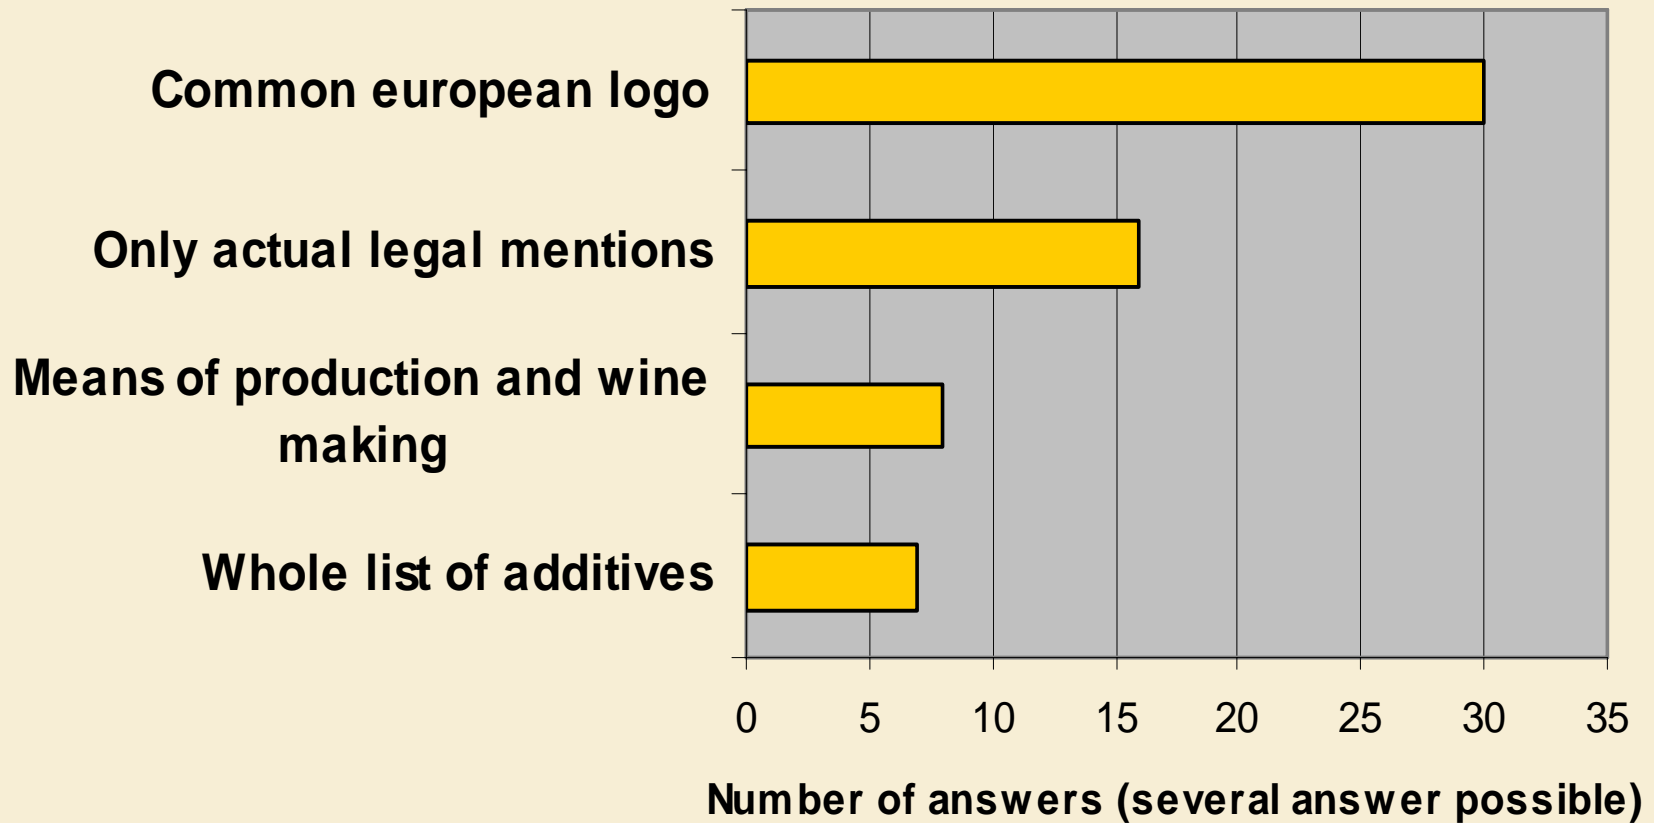 Common european logo
Only actual legal mentions
Means of production and wine
making
Whole list of additives
0 5 10 15 20 25 30 35
Number of answers (several answer possible)